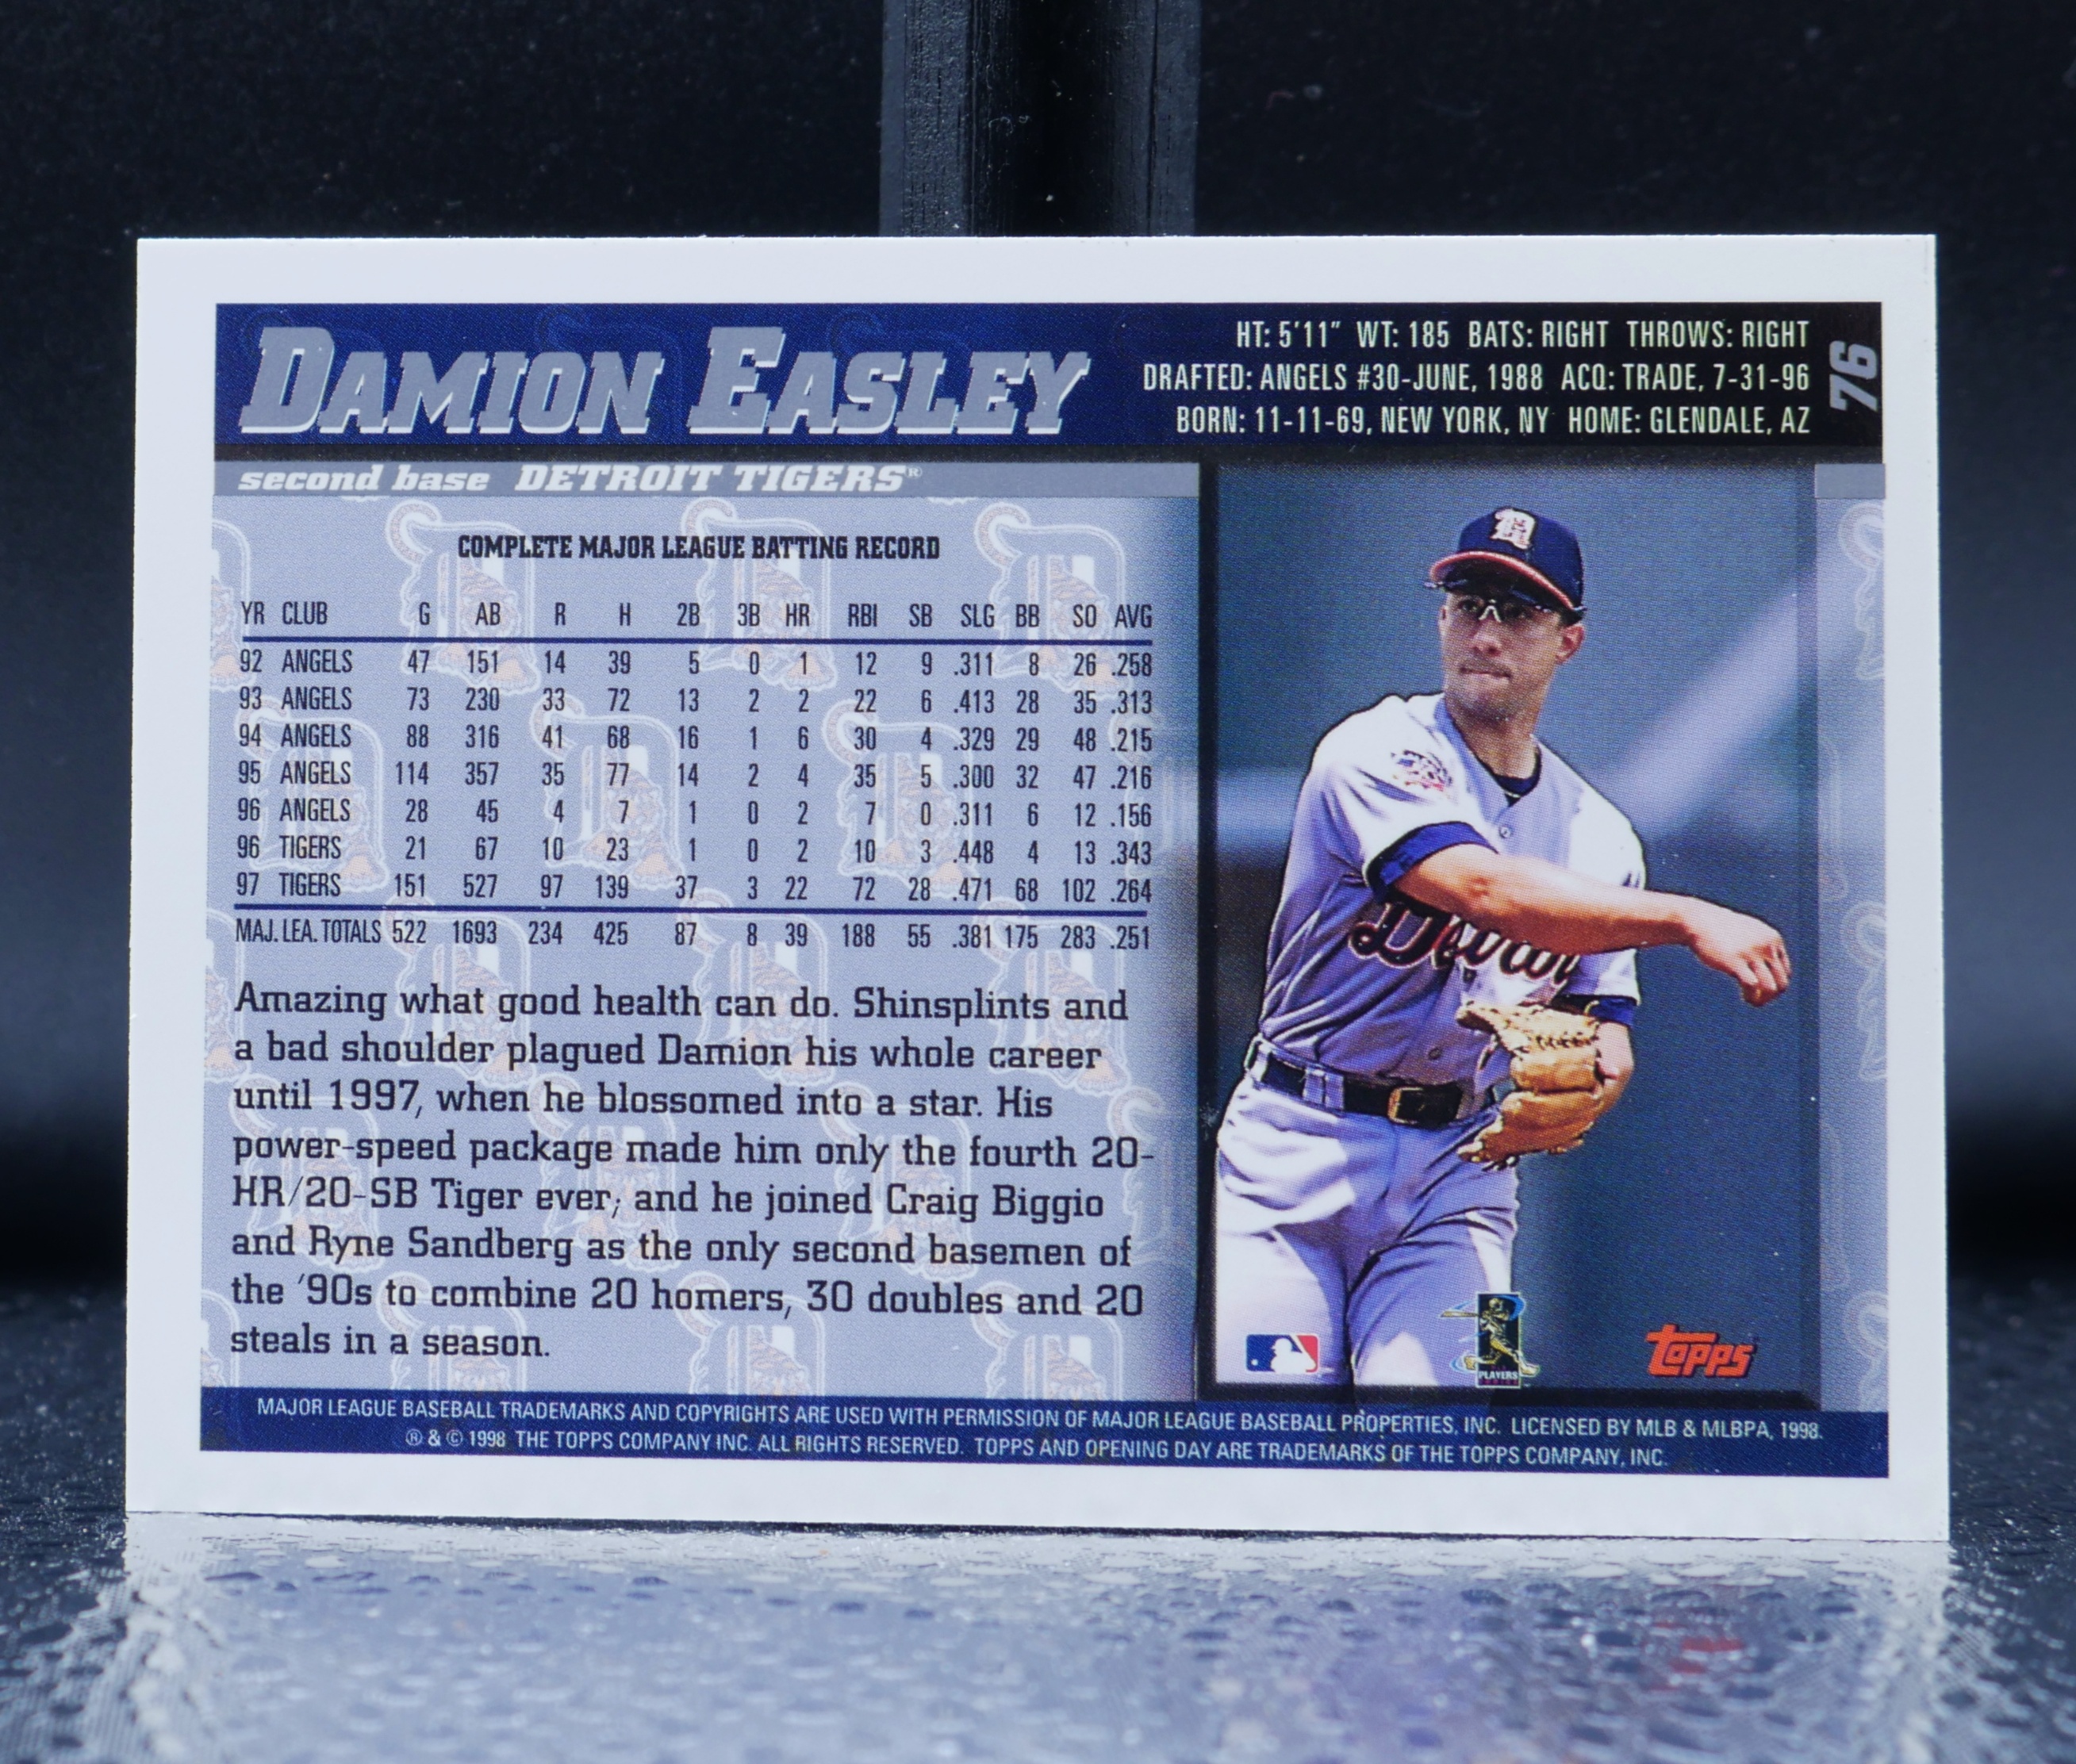 DAMION EASLEY
HT: 5'11" WT: 185 BATS: RIGHT THROWS: RIGHT
DRAFTED: ANGELS #30-JUNE, 1988 ACQ: TRADE, 7-31-96
BORN: 11-11-69, NEW YORK, NY HOME: GLENDALE, AZ
76
second base DETROIT TIGERS®
COMPLETE MAJOR LEAGUE BATTING RECORD
YR CLUB G AB R H 2B 3B HR RBI SB SLG BB SO AVG
92 ANGELS 47 151 14 39 5 0 1 12 9 .311 8 26 .258
93 ANGELS 73 230 33 72 13 2 2 22 6 .413 28 35 .313
94 ANGELS 88 316 41 68 16 1 6 30 4 .329 29 48 .215
95 ANGELS 114 357 35 77 14 2 4 35 5 .300 32 47 .216
96 ANGELS 28 45 4 7 1 0 2 7 0 .311 6 12 .156
96 TIGERS 21 67 10 23 1 0 2 10 3 .448 4 13 .343
97 TIGERS 151 527 97 139 37 3 22 72 28 .471 68 102 .264
MAJ. LEA. TOTALS 522 1693 234 425 87 8 39 188 55 .381 175 283 .251
Amazing what good health can do. Shinsplints and
a bad shoulder plagued Damion his whole career
until 1997, when he blossomed into a star. His
power-speed package made him only the fourth 20-
HR/20-SB Tiger ever; and he joined Craig Biggio
and Ryne Sandberg as the only second basemen of
the '90s to combine 20 homers, 30 doubles and 20
steals in a season.
D
Detroit
PLAYERS
Topps
MAJOR LEAGUE BASEBALL TRADEMARKS AND COPYRIGHTS ARE USED WITH PERMISSION OF MAJOR LEAGUE BASEBALL PROPERTIES, INC. LICENSED BY MLB & MLBPA, 1998.
® & © 1998 THE TOPPS COMPANY INC. ALL RIGHTS RESERVED. TOPPS AND OPENING DAY ARE TRADEMARKS OF THE TOPPS COMPANY, INC.